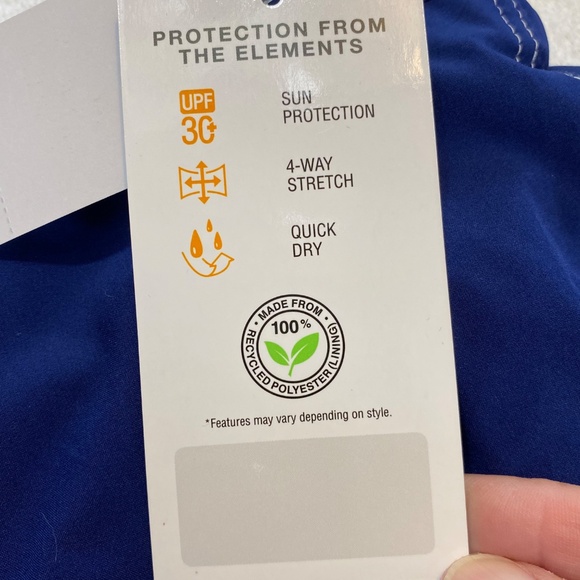 PROTECTION FROM
THE ELEMENTS
UPF
30+
SUN
PROTECTION
4-WAY
STRETCH
QUICK
DRY
• MADE FROM •
100%
RECYCLED POLYESTER (LINING)
*Features may vary depending on style.